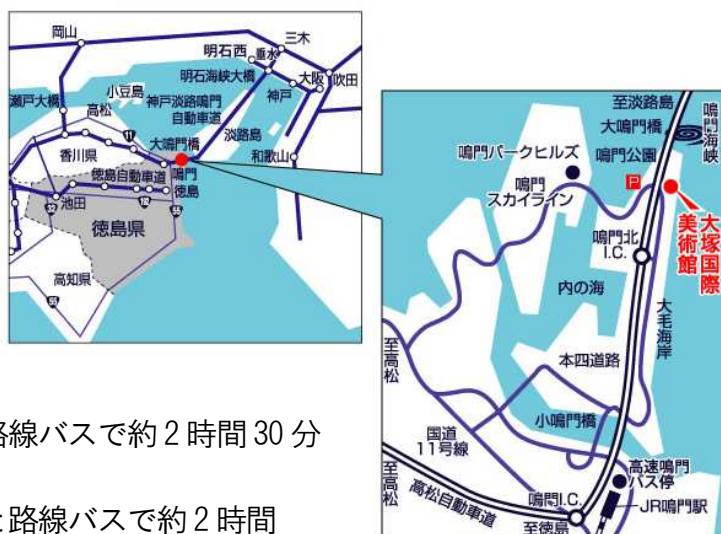 岡山
三木
明石西
垂水
明石海峡大橋
大阪
吹田
瀬戸大橋
小豆島
高松
神戸淡路鳴門
自動車道
神戸
淡路島
11
大鳴門橋
香川県
和歌山
徳島自動車道
鳴門
徳島
池田
32
192
55
徳島県
高知県
55
至淡路島
大鳴門橋
鳴門海峡
鳴門パークヒルズ
鳴門公園
P
鳴門
スカイライン
大塚国際
美術館
鳴門北
I.C.
内の海
大毛海岸
至高松
本四道路
小鳴門橋
国道
11号線
高速鳴門
バス停
至高松
高松自動車道
鳴門I.C.
JR鳴門駅
至徳島
路線バスで約2時間30分
路線バスで約2時間